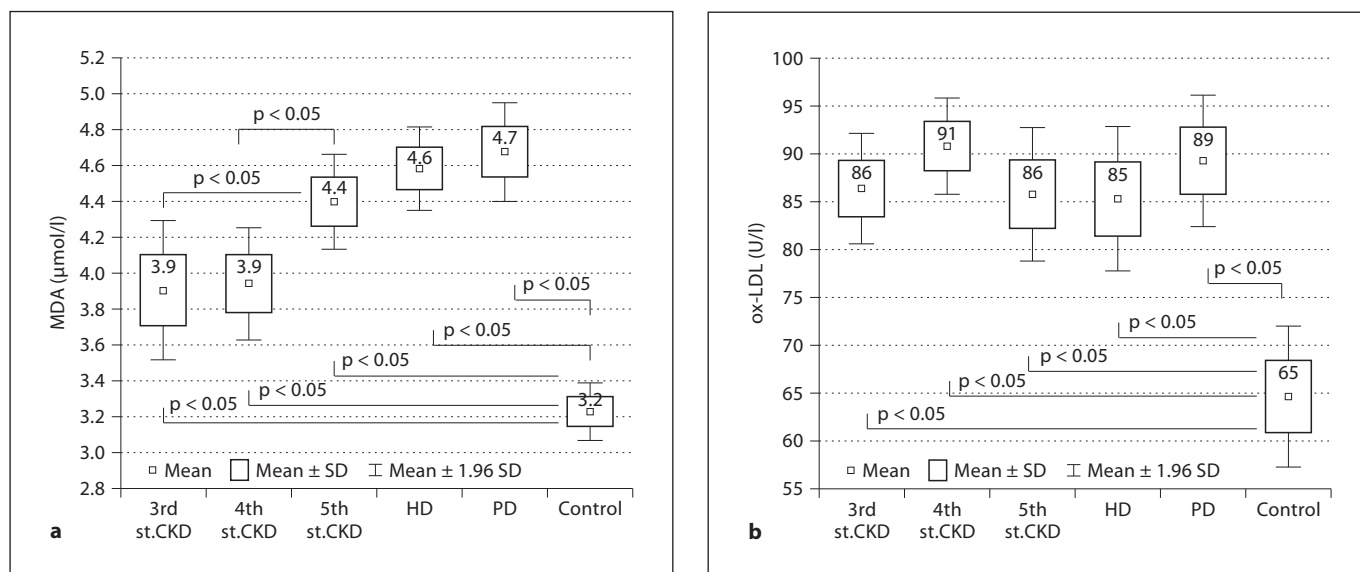 5.2
5.0
4.8
4.6
4.4
4.2
4.0
3.8
3.6
3.4
3.2
3.0
2.8
MDA (µmol/l)
p < 0.05
p < 0.05
p < 0.05
p < 0.05
p < 0.05
p < 0.05
p < 0.05
3.9
3.9
4.4
4.6
4.7
3.2
Mean
Mean ± SD
Mean ± 1.96 SD
3rd st.CKD
4th st.CKD
5th st.CKD
HD
PD
Control
a
100
95
90
85
80
75
70
65
60
55
ox-LDL (U/l)
86
91
86
85
89
65
p < 0.05
p < 0.05
p < 0.05
p < 0.05
p < 0.05
Mean
Mean ± SD
Mean ± 1.96 SD
3rd st.CKD
4th st.CKD
5th st.CKD
HD
PD
Control
b